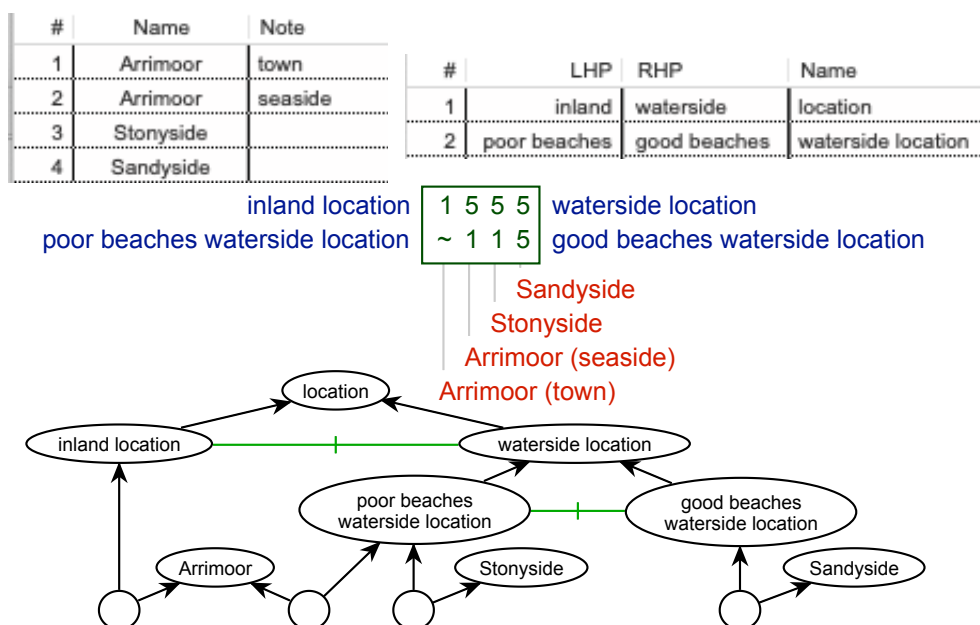 # Name Note
1 Arrimoor town
2 Arrimoor seaside
3 Stonyside
4 Sandyside
# LHP RHP Name
1 inland waterside location
2 poor beaches good beaches waterside location
inland location 1 5 5 5 waterside location
poor beaches waterside location ~ 1 1 5 good beaches waterside location
Sandyside
Stonyside
Arrimoor (seaside)
Arrimoor (town)
location
inland location
waterside location
poor beaches
waterside location
good beaches
waterside location
Arrimoor
Stonyside
Sandyside